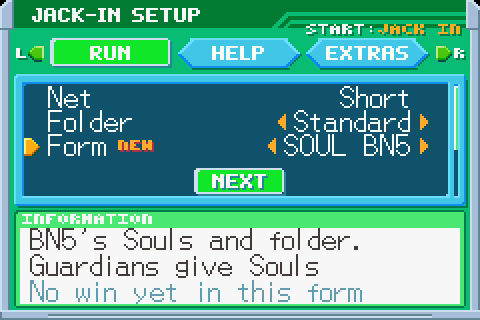 JACK-IN SETUP
START:JACK IN
L RUN HELP EXTRAS R
Net Short
Folder Standard
Form NEW SOUL BN5
NEXT
INFORMATION
BN5's Souls and folder.
Guardians give Souls
No win yet in this form